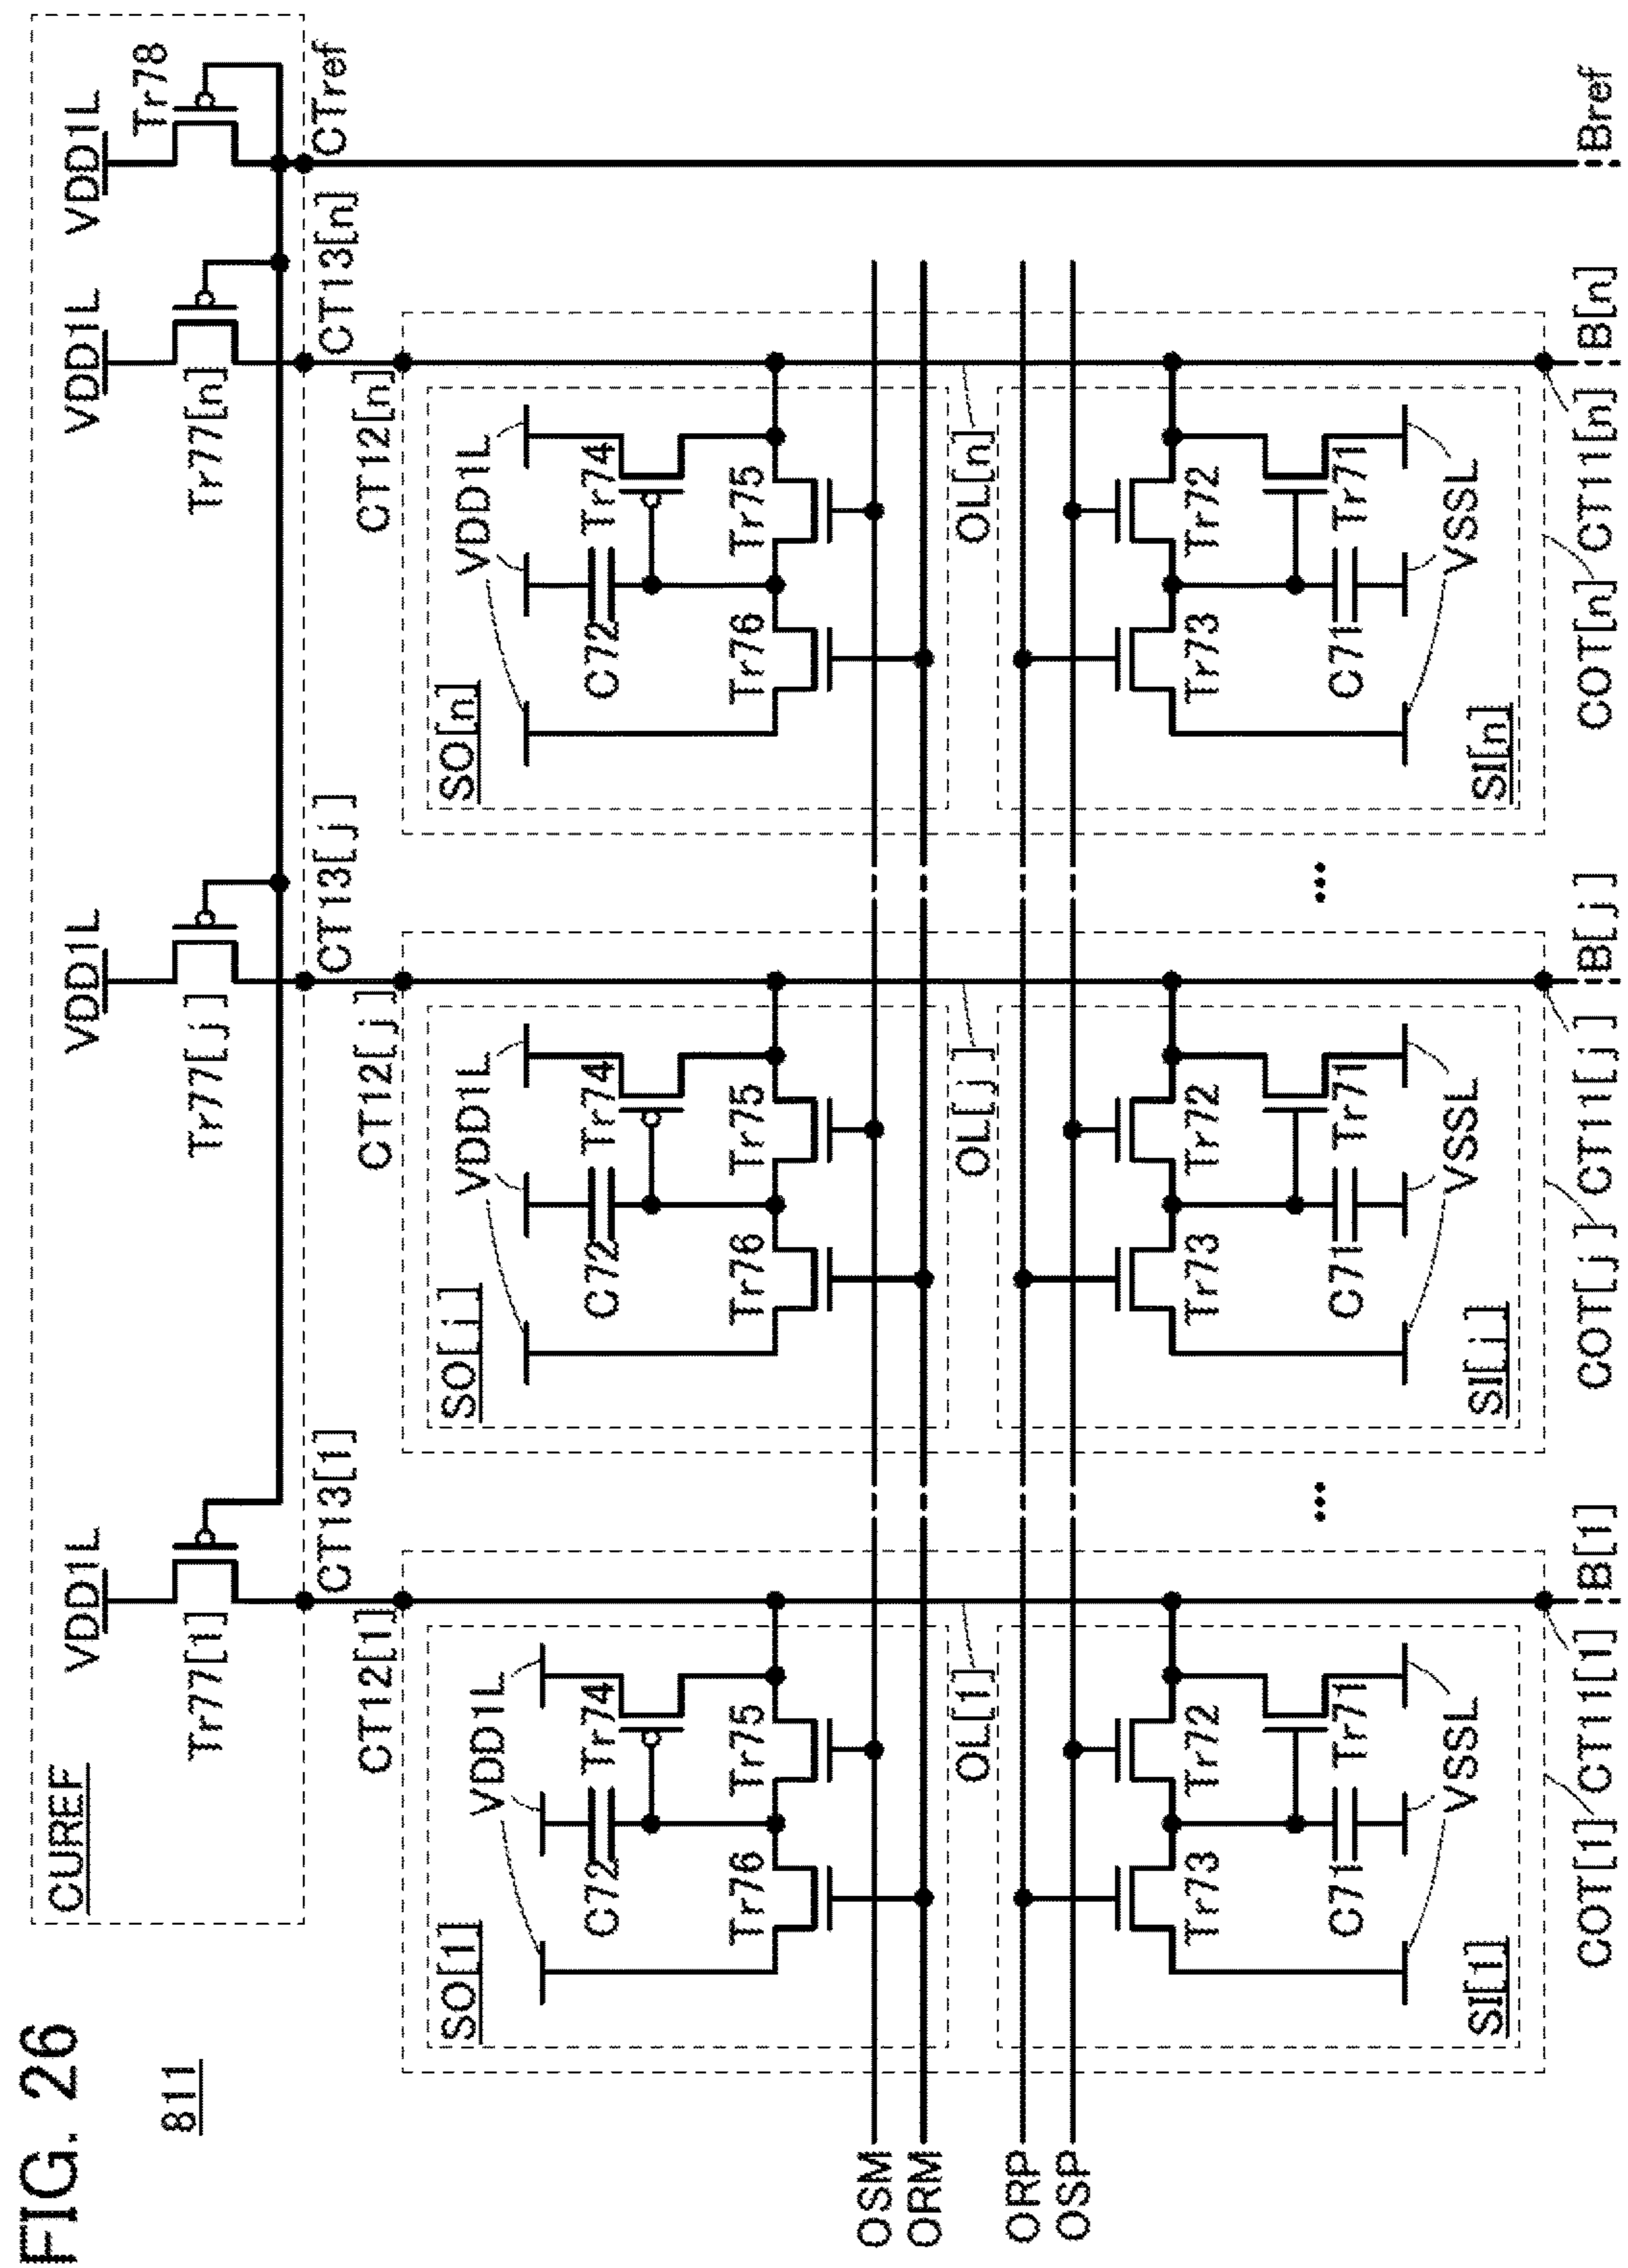 FIG. 26
811
CUREF
VDD1L
VDD1L
VDD1L
VDD1L
Tr77[1]
Tr77[j]
Tr77[n]
Tr78
CT13[1]
CT13[j]
CT13[n]
CTref
CT12[1]
CT12[j]
CT12[n]
SO[1]
VDD1L
C72
Tr74
Tr76
Tr75
SO[j]
VDD1L
C72
Tr74
Tr76
Tr75
SO[n]
VDD1L
C72
Tr74
Tr76
Tr75
OSM
ORM
OL[1]
OL[j]
OL[n]
ORP
OSP
Tr73
Tr72
C71
Tr71
VSSL
SI[1]
...
Tr73
Tr72
C71
Tr71
VSSL
SI[j]
...
Tr73
Tr72
C71
Tr71
VSSL
SI[n]
COT[1] CT11[1] B[1]
COT[j] CT11[j] B[j]
COT[n] CT11[n] B[n]
Bref